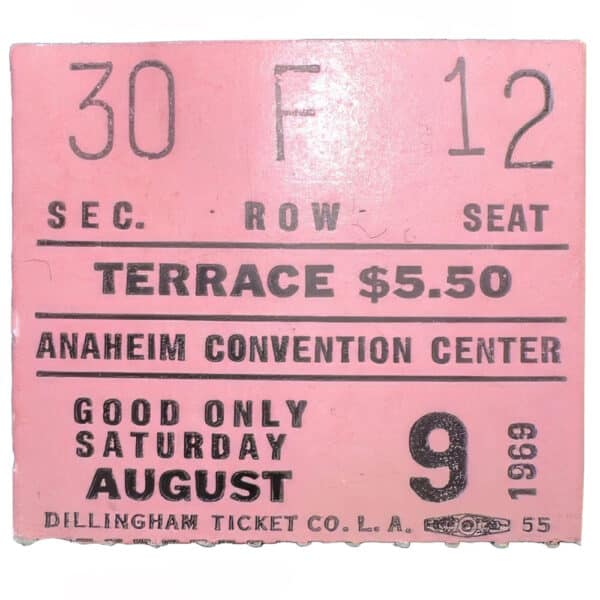 30 F 12
SEC. ROW SEAT
TERRACE $5.50
ANAHEIM CONVENTION CENTER
GOOD ONLY
SATURDAY
AUGUST 9 1969
DILLINGHAM TICKET CO. L. A. 55